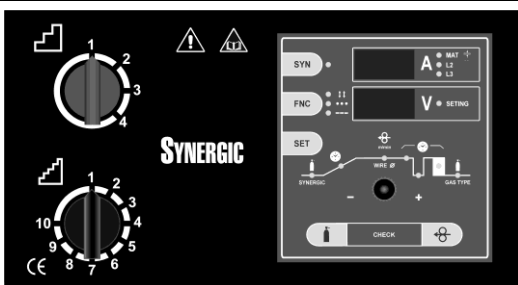 1
2
3
4
1
2
3
4
5
6
7
8
9
10
CE
SYNERGIC
SYN
A
MAT
L2
L3
FNC
V
SETING
SET
WIRE Ø
SYNERGIC
GAS TYPE
- +
CHECK